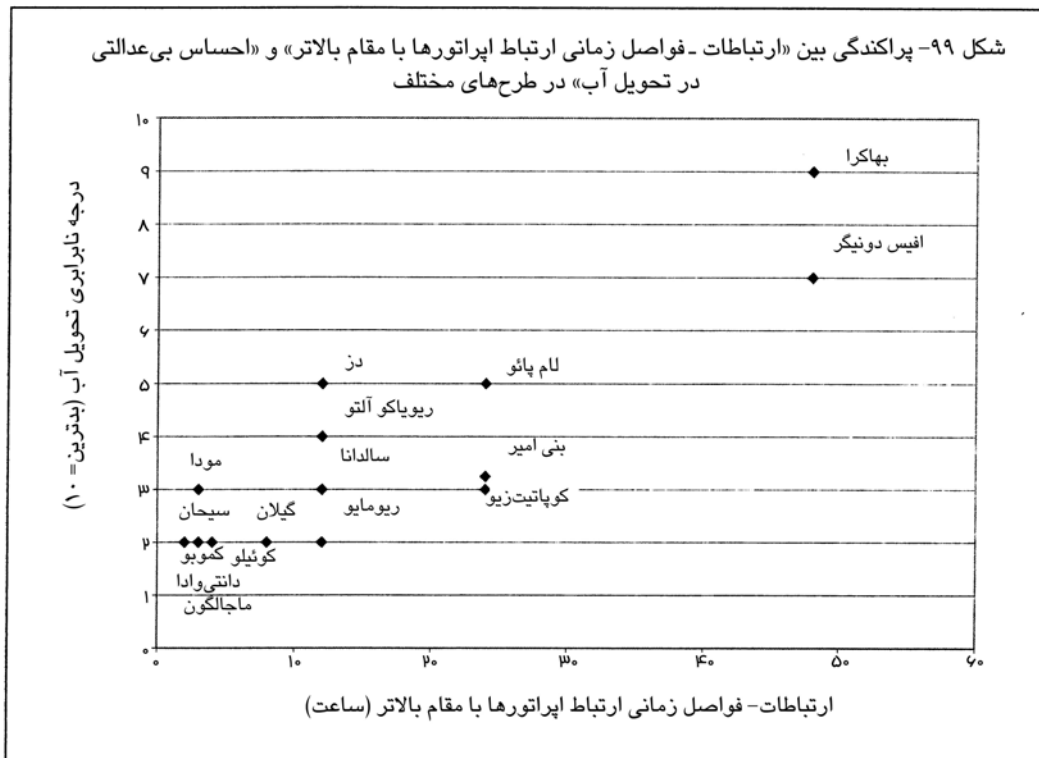 شکل ۹۹- پراکندگی بین «ارتباطات - فواصل زمانی ارتباط اپراتورها با مقام بالاتر» و «احساس بی‌عدالتی
در تحویل آب» در طرح‌های مختلف
درجه نابرابری تحویل آب (بدترین= ۱۰)
۱۰
۹
۸
۷
۶
۵
۴
۳
۲
۱
۰
بهاکرا
افیس دونیگر
دز
لام پائو
ریویاکو آلتو
بنی امیر
سالدانا
مودا
کوپاتیت‌زیو
ریومایو
گیلان
سیحان
کوئیلو
کموبو
دانتی‌وادا
ماجالگون
۰ ۱۰ ۲۰ ۳۰ ۴۰ ۵۰ ۶۰
ارتباطات- فواصل زمانی ارتباط اپراتورها با مقام بالاتر (ساعت)